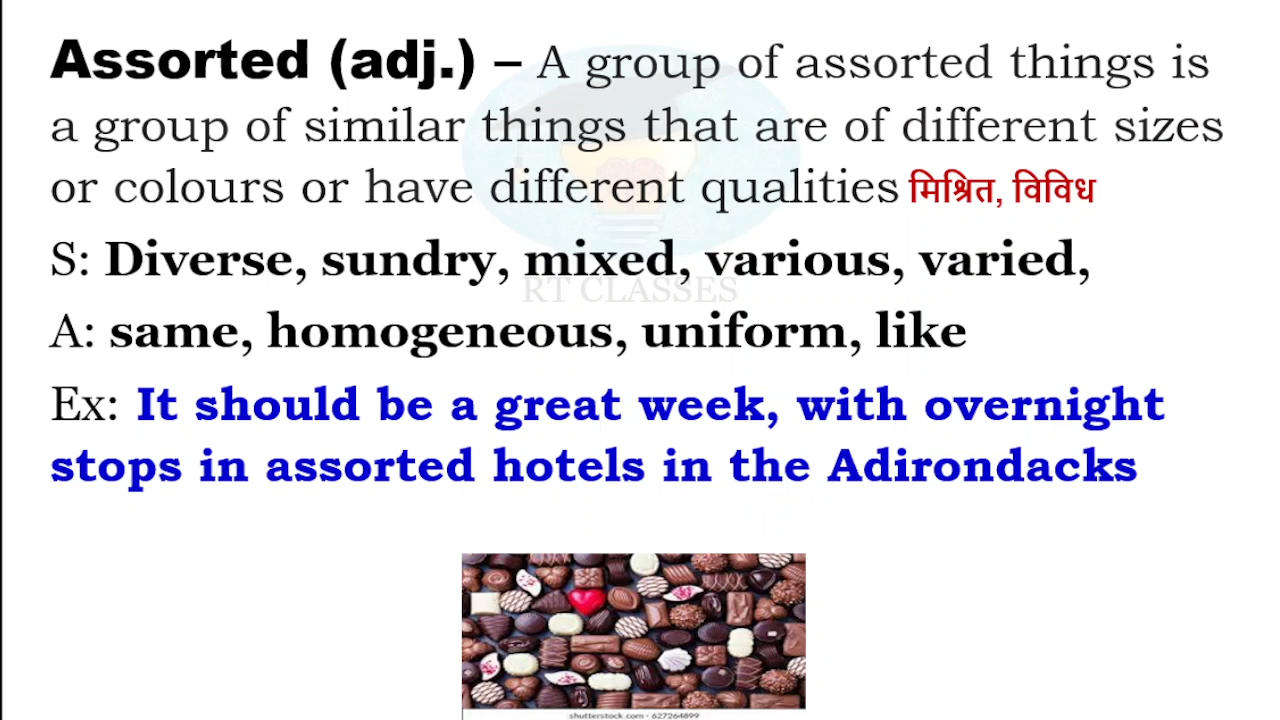 Assorted (adj.) – A group of assorted things is
a group of similar things that are of different sizes
or colours or have different qualities मिश्रित, विविध
S: Diverse, sundry, mixed, various, varied,
RT CLASSES
A: same, homogeneous, uniform, like
Ex: It should be a great week, with overnight
stops in assorted hotels in the Adirondacks
shutterstock.com · 627264899